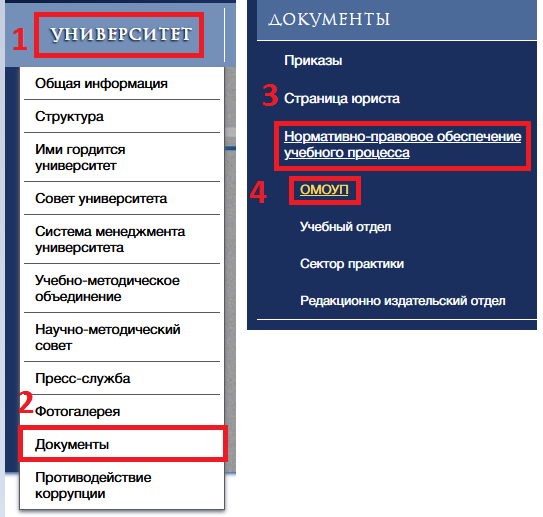 1
УНИВЕРСИТЕТ
Общая информация
Структура
Ими гордится
университет
Совет университета
Система менеджмента
университета
Учебно-методическое
объединение
Научно-методический
совет
Пресс-служба
2
Фотогалерея
Документы
Противодействие
коррупции
ДОКУМЕНТЫ
Приказы
3
Страница юриста
Нормативно-правовое обеспечение
учебного процесса
4
ОМОУП
Учебный отдел
Сектор практики
Редакционно издательский отдел